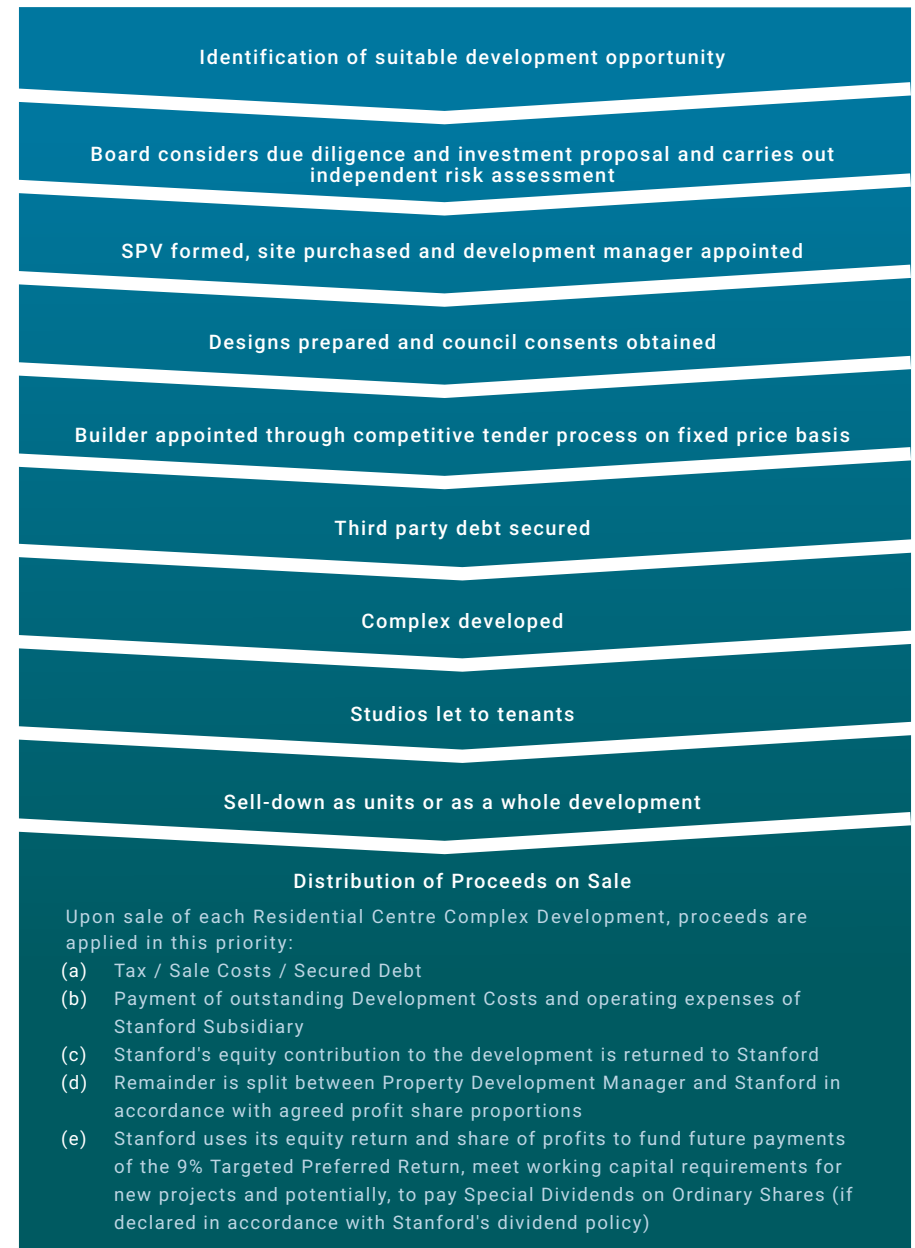 Identification of suitable development opportunity
Board considers due diligence and investment proposal and carries out
independent risk assessment
SPV formed, site purchased and development manager appointed
Designs prepared and council consents obtained
Builder appointed through competitive tender process on fixed price basis
Third party debt secured
Complex developed
Studios let to tenants
Sell-down as units or as a whole development
Distribution of Proceeds on Sale
Upon sale of each Residential Centre Complex Development, proceeds are
applied in this priority:
(a) Tax / Sale Costs / Secured Debt
(b) Payment of outstanding Development Costs and operating expenses of
Stanford Subsidiary
(c) Stanford's equity contribution to the development is returned to Stanford
(d) Remainder is split between Property Development Manager and Stanford in
accordance with agreed profit share proportions
(e) Stanford uses its equity return and share of profits to fund future payments
of the 9% Targeted Preferred Return, meet working capital requirements for
new projects and potentially, to pay Special Dividends on Ordinary Shares (if
declared in accordance with Stanford's dividend policy)